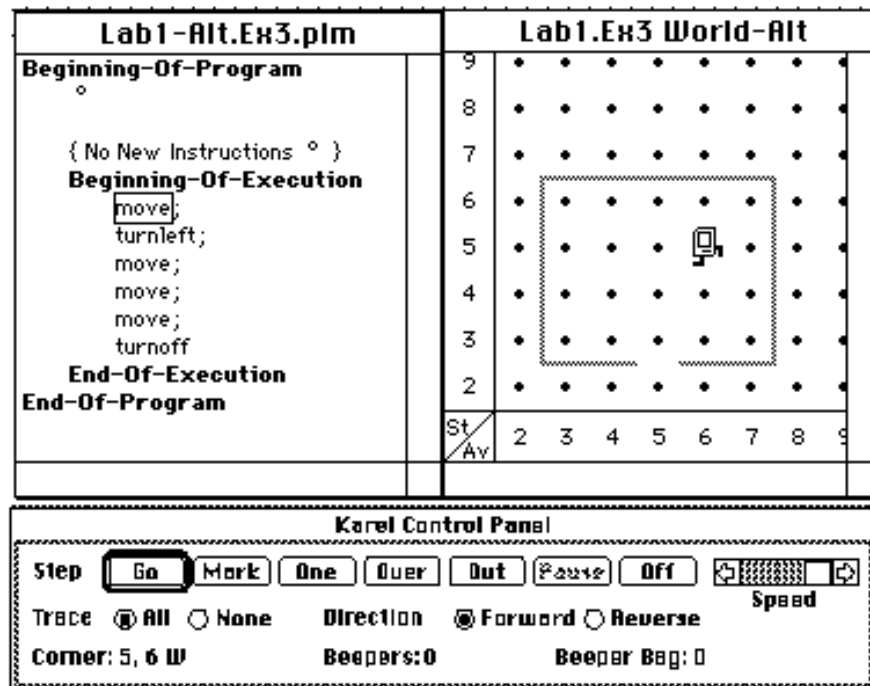 Lab1-Alt.Ex3.plm
Beginning-Of-Program
°
{ No New Instructions ° }
Beginning-Of-Execution
move;
turnleft;
move;
move;
move;
turnoff
End-Of-Execution
End-Of-Program
Lab1.Ex3 World-Alt
9
8
7
6
5
4
3
2
St/Av 2 3 4 5 6 7 8 9
Karel Control Panel
Step Go Mark One Over Out Pause Off
Speed
Trace All None Direction Forward Reverse
Corner: 5, 6 W Beepers:0 Beeper Bag: 0